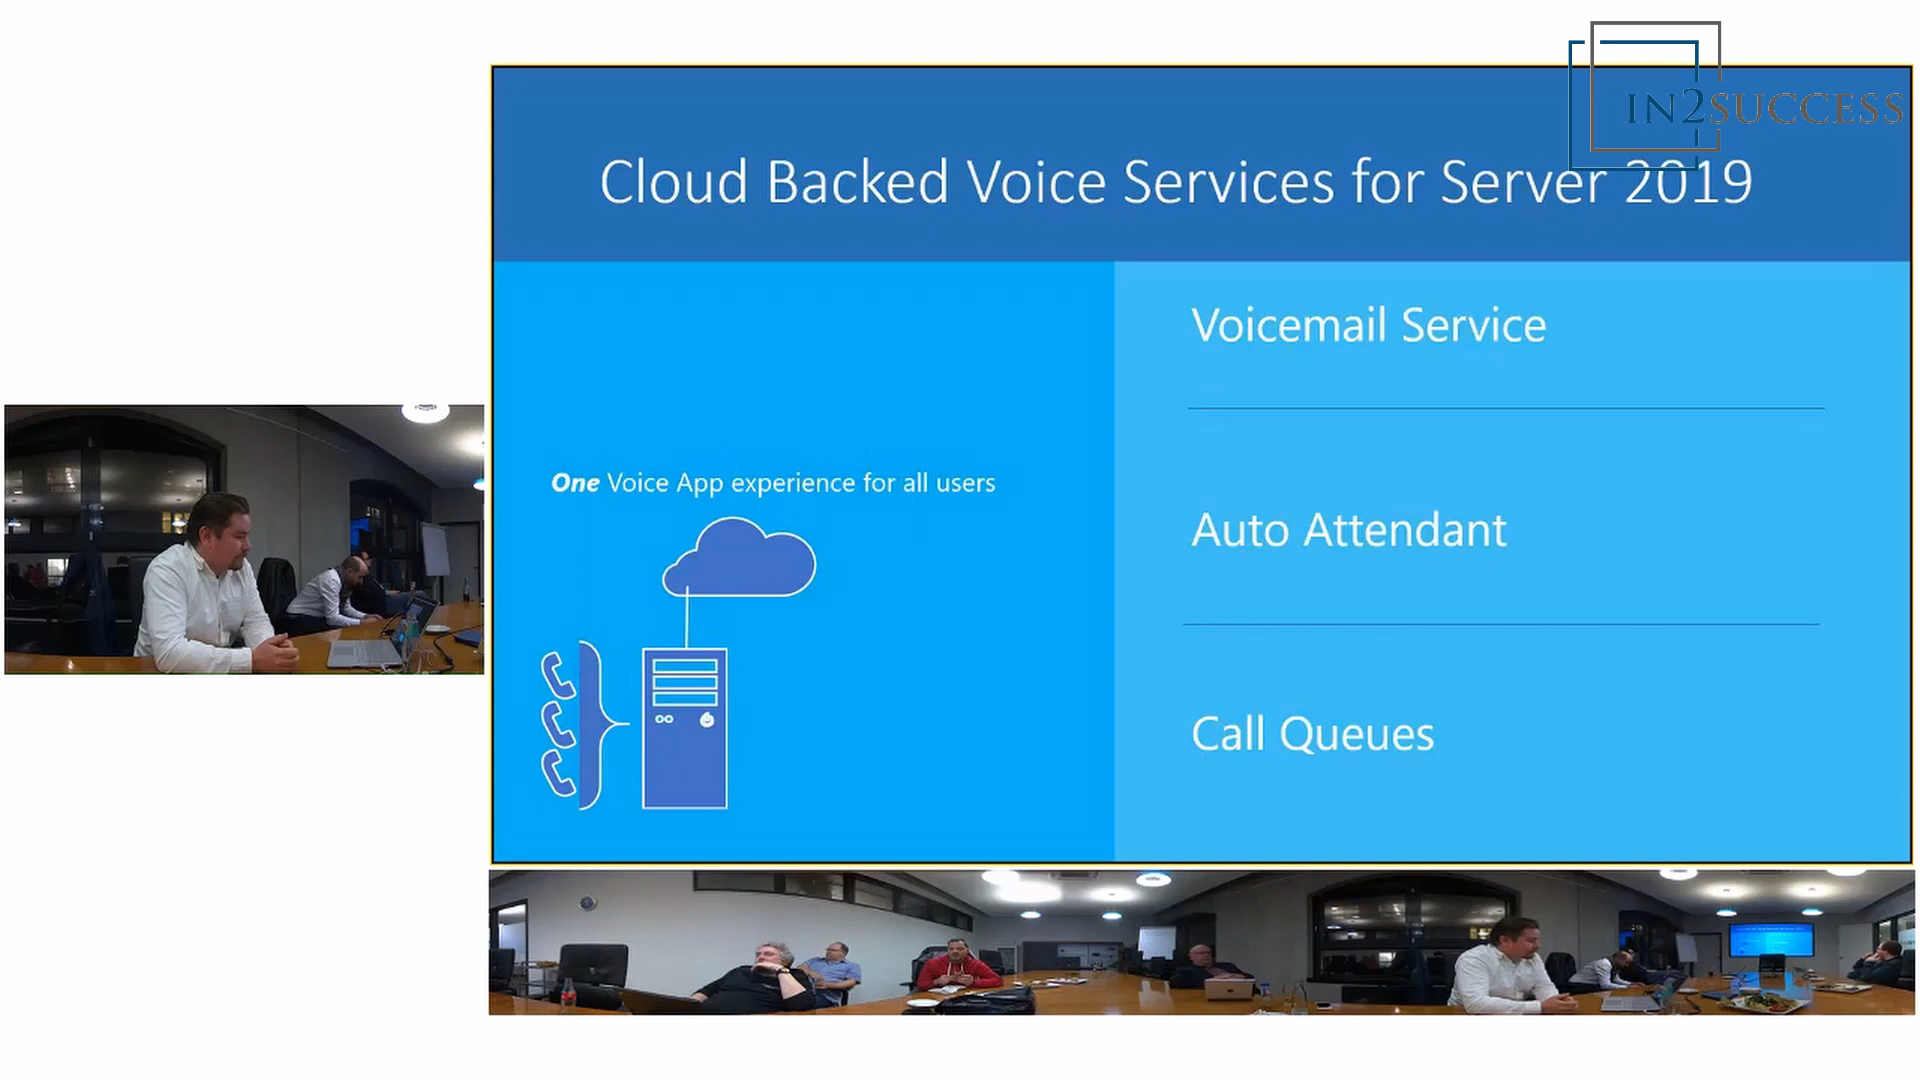 IN2SUCCESS
Cloud Backed Voice Services for Server 2019
Voicemail Service
One Voice App experience for all users
Auto Attendant
Call Queues